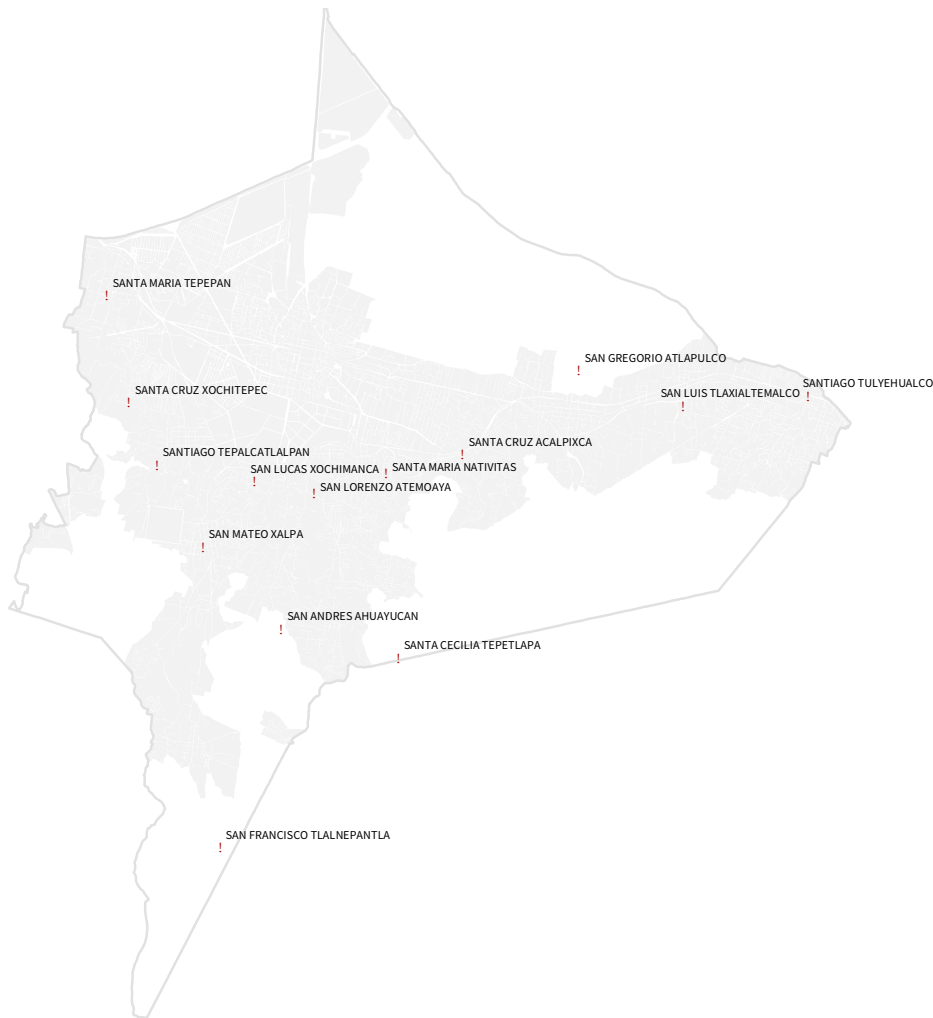 SANTA MARIA TEPEPAN
SAN GREGORIO ATLAPULCO
SANTIAGO TULYEHUALCO
SANTA CRUZ XOCHITEPEC
SAN LUIS TLAXIALTEMALCO
SANTA CRUZ ACALPIXCA
SANTIAGO TEPALCATLALPAN
SAN LUCAS XOCHIMANCA
SANTA MARIA NATIVITAS
SAN LORENZO ATEMOAYA
SAN MATEO XALPA
SAN ANDRES AHUAYUCAN
SANTA CECILIA TEPETLAPA
SAN FRANCISCO TLALNEPANTLA